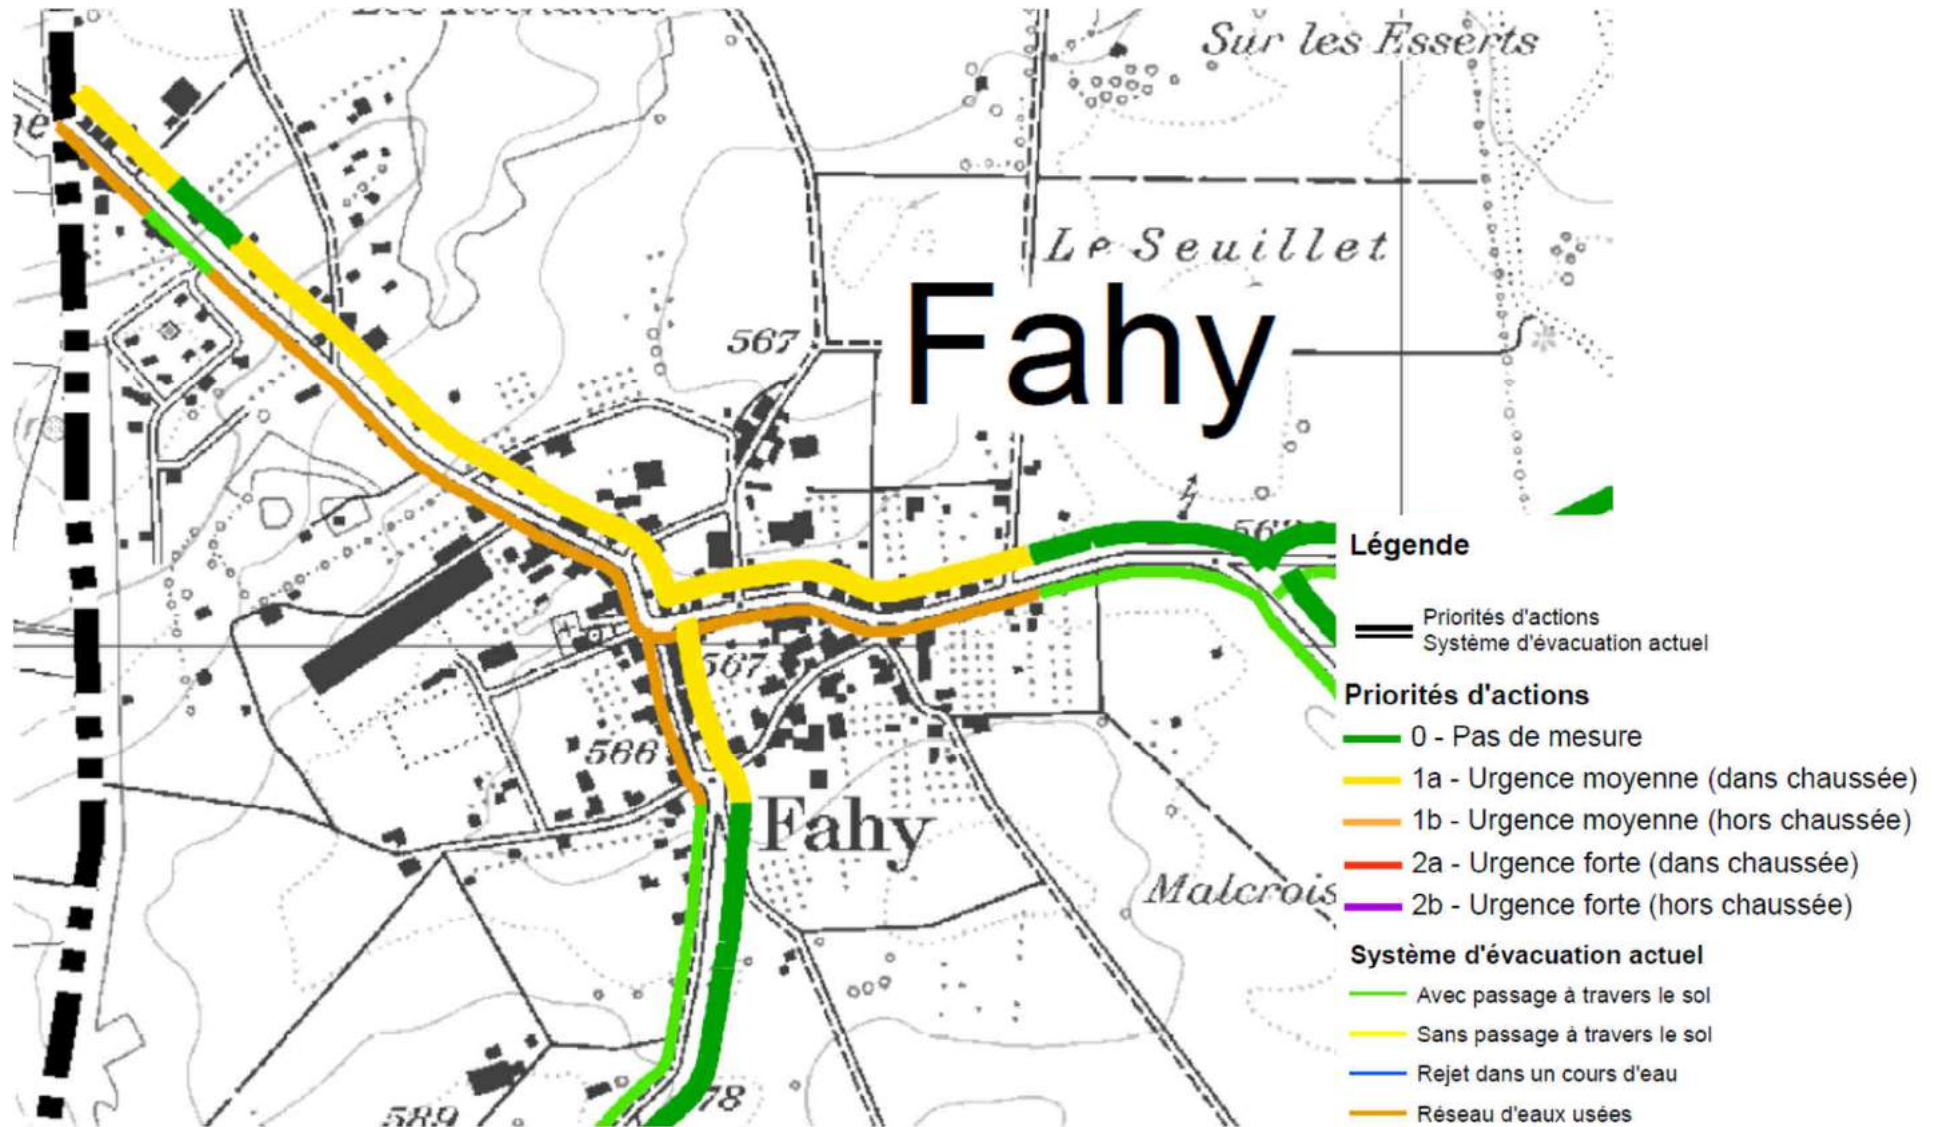 Sur les Esserts
Le Seuillet
Fahy
567
567
566
Fahy
Malcrois
589
78
Légende
Priorités d'actions
Système d'évacuation actuel
Priorités d'actions
0 - Pas de mesure
1a - Urgence moyenne (dans chaussée)
1b - Urgence moyenne (hors chaussée)
2a - Urgence forte (dans chaussée)
2b - Urgence forte (hors chaussée)
Système d'évacuation actuel
Avec passage à travers le sol
Sans passage à travers le sol
Rejet dans un cours d'eau
Réseau d'eaux usées